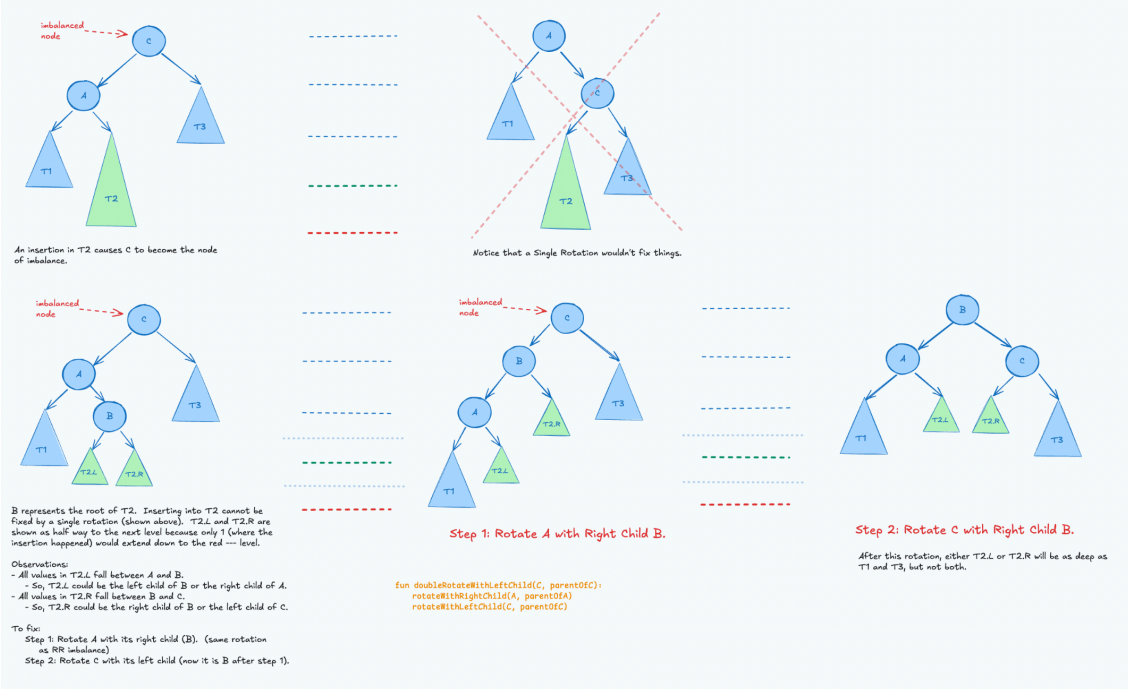 imbalanced
node
C
A
T3
T1
T2
An insertion in T2 causes C to become the node
of imbalance.
A
C
T1
T2
T3
Notice that a Single Rotation wouldn't fix things.
imbalanced
node
C
A
B
T3
T1
T2.L
T2.R
B represents the root of T2. Inserting into T2 cannot be
fixed by a single rotation (shown above). T2.L and T2.R are
shown as half way to the next level because only 1 (where the
insertion happened) would extend down to the red --- level.
Observations:
- All values in T2.L fall between A and B.
- So, T2.L could be the left child of B or the right child of A.
- All values in T2.R fall between B and C.
- So, T2.R could be the right child of B or the left child of C.
To fix:
Step 1: Rotate A with its right child (B). (same rotation
as RR imbalance)
Step 2: Rotate C with its left child (now it is B after step 1).
imbalanced
node
C
B
A
T3
T2.R
T2.L
T1
Step 1: Rotate A with Right Child B.
fun doubleRotateWithLeftChild(C, parentOfC):
rotateWithRightChild(A, parentOfA)
rotateWithLeftChild(C, parentOfC)
B
A
C
T1
T2.L
T2.R
T3
Step 2: Rotate C with Right Child B.
After this rotation, either T2.L or T2.R will be as deep as
T1 and T3, but not both.